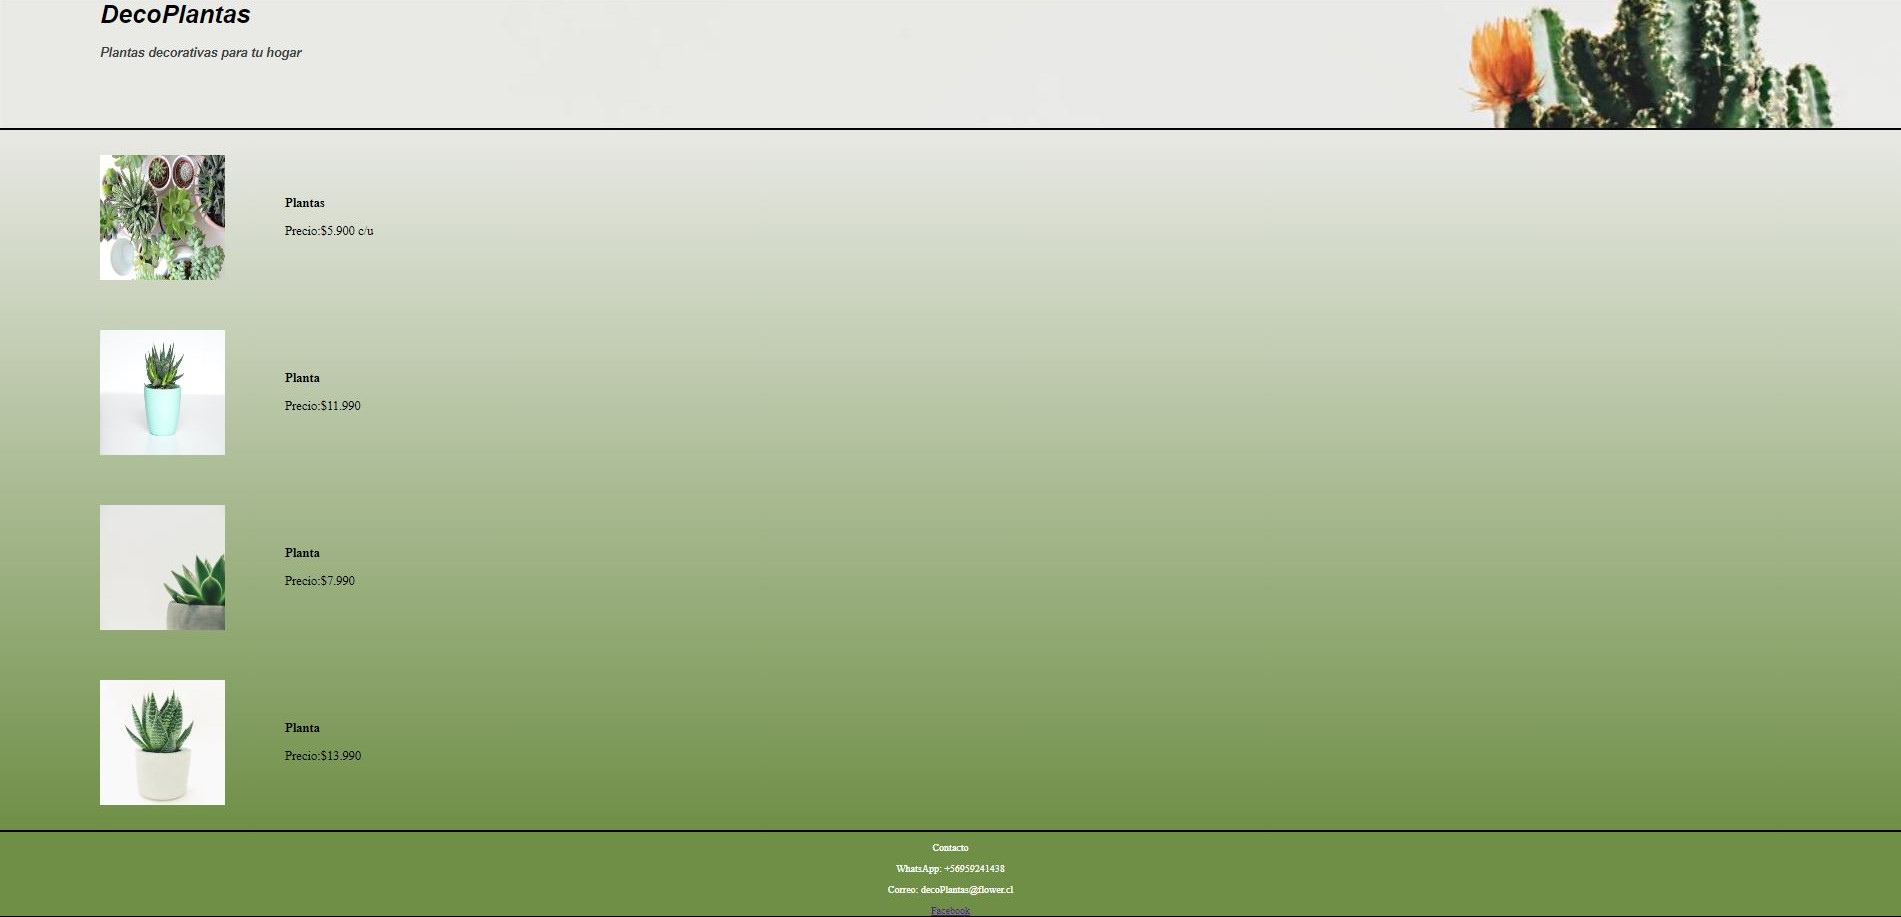 DecoPlantas
Plantas decorativas para tu hogar
Plantas
Precio:$5.900 c/u
Planta
Precio:$11.990
Planta
Precio:$7.990
Planta
Precio:$13.990
Contacto
WhatsApp: +56959241438
Correo: decoPlantas@flower.cl
Facebook